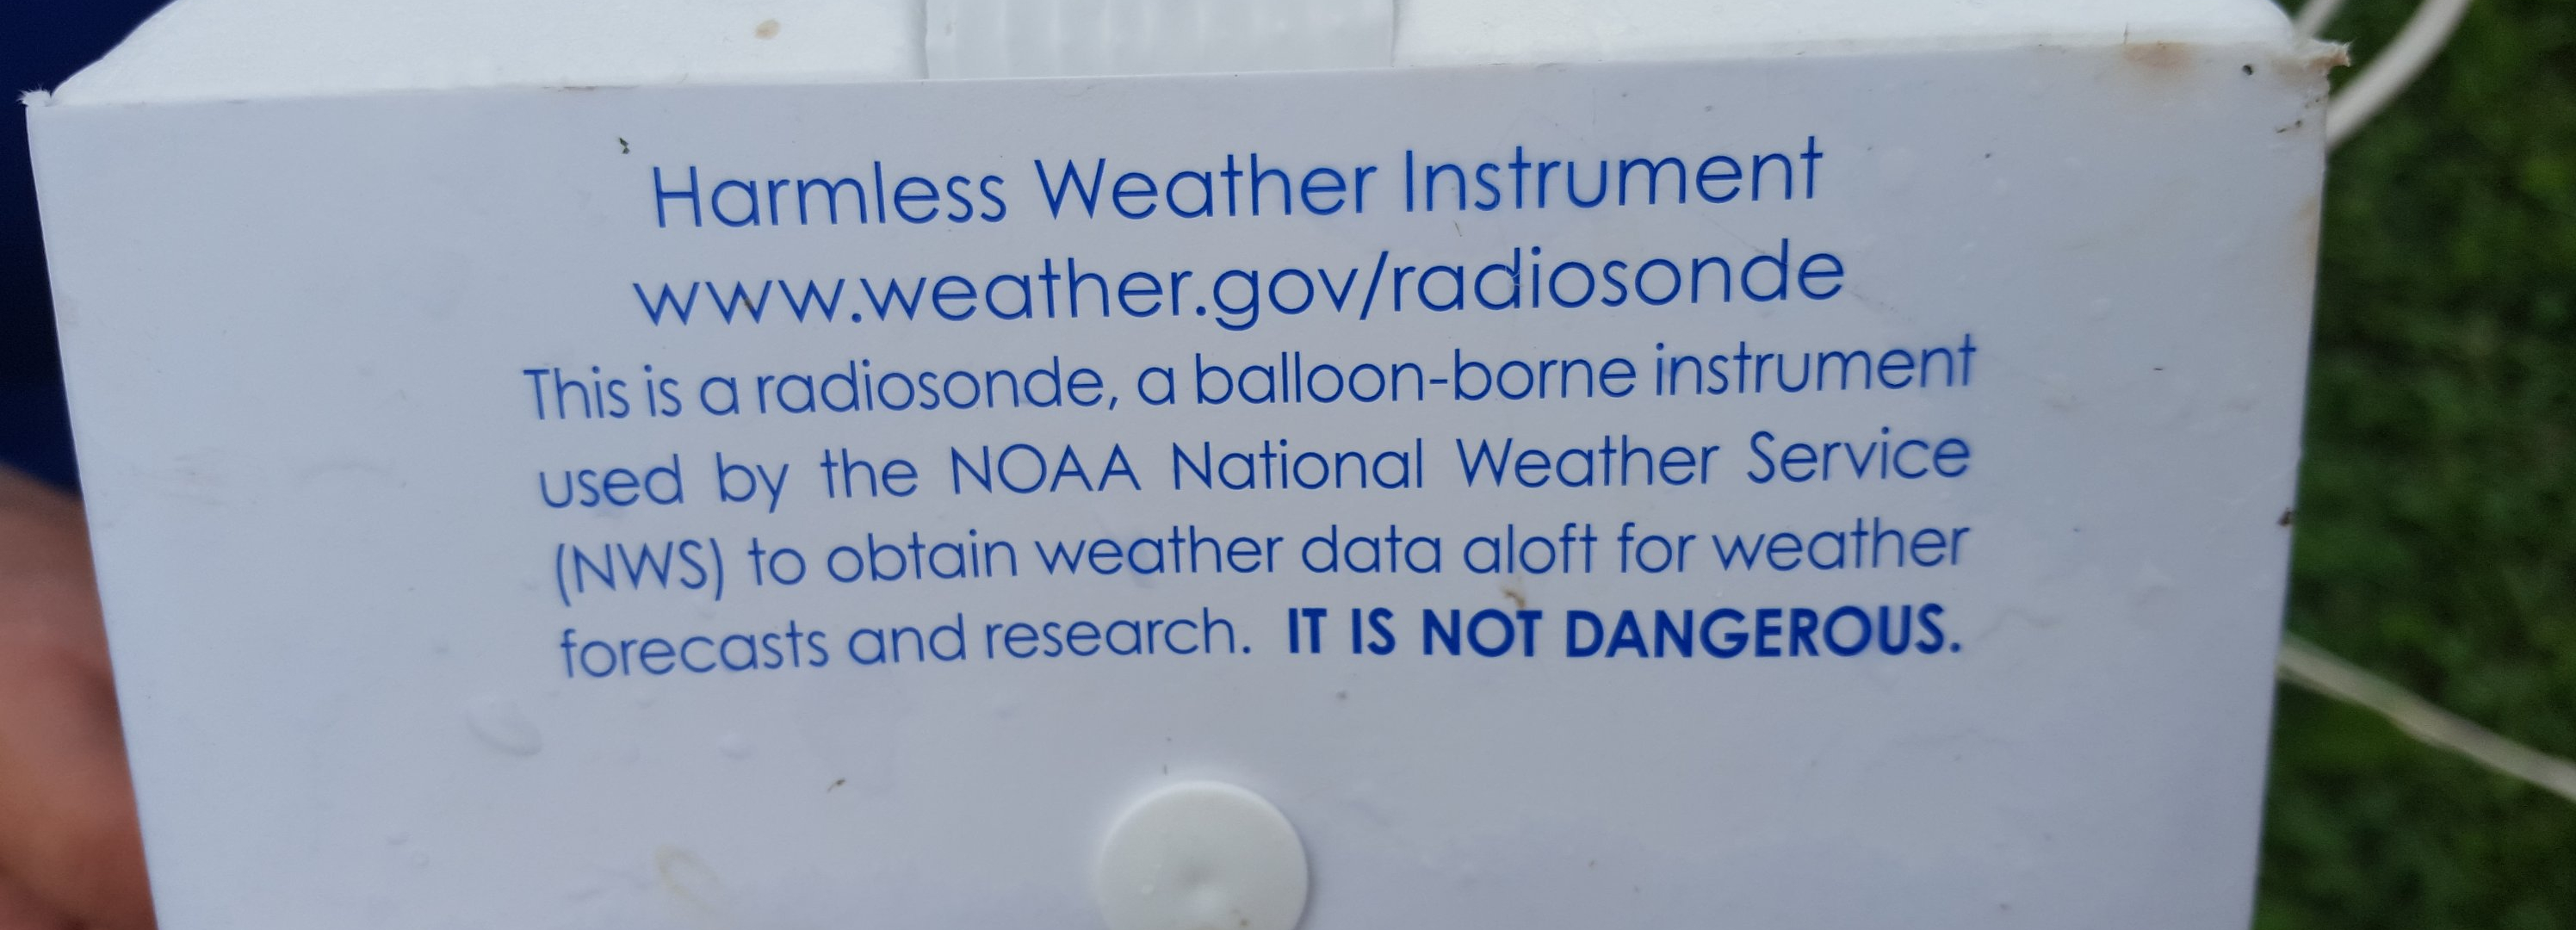 Harmless Weather Instrument
www.weather.gov/radiosonde
This is a radiosonde, a balloon-borne instrument
used by the NOAA National Weather Service
(NWS) to obtain weather data aloft for weather
forecasts and research. IT IS NOT DANGEROUS.